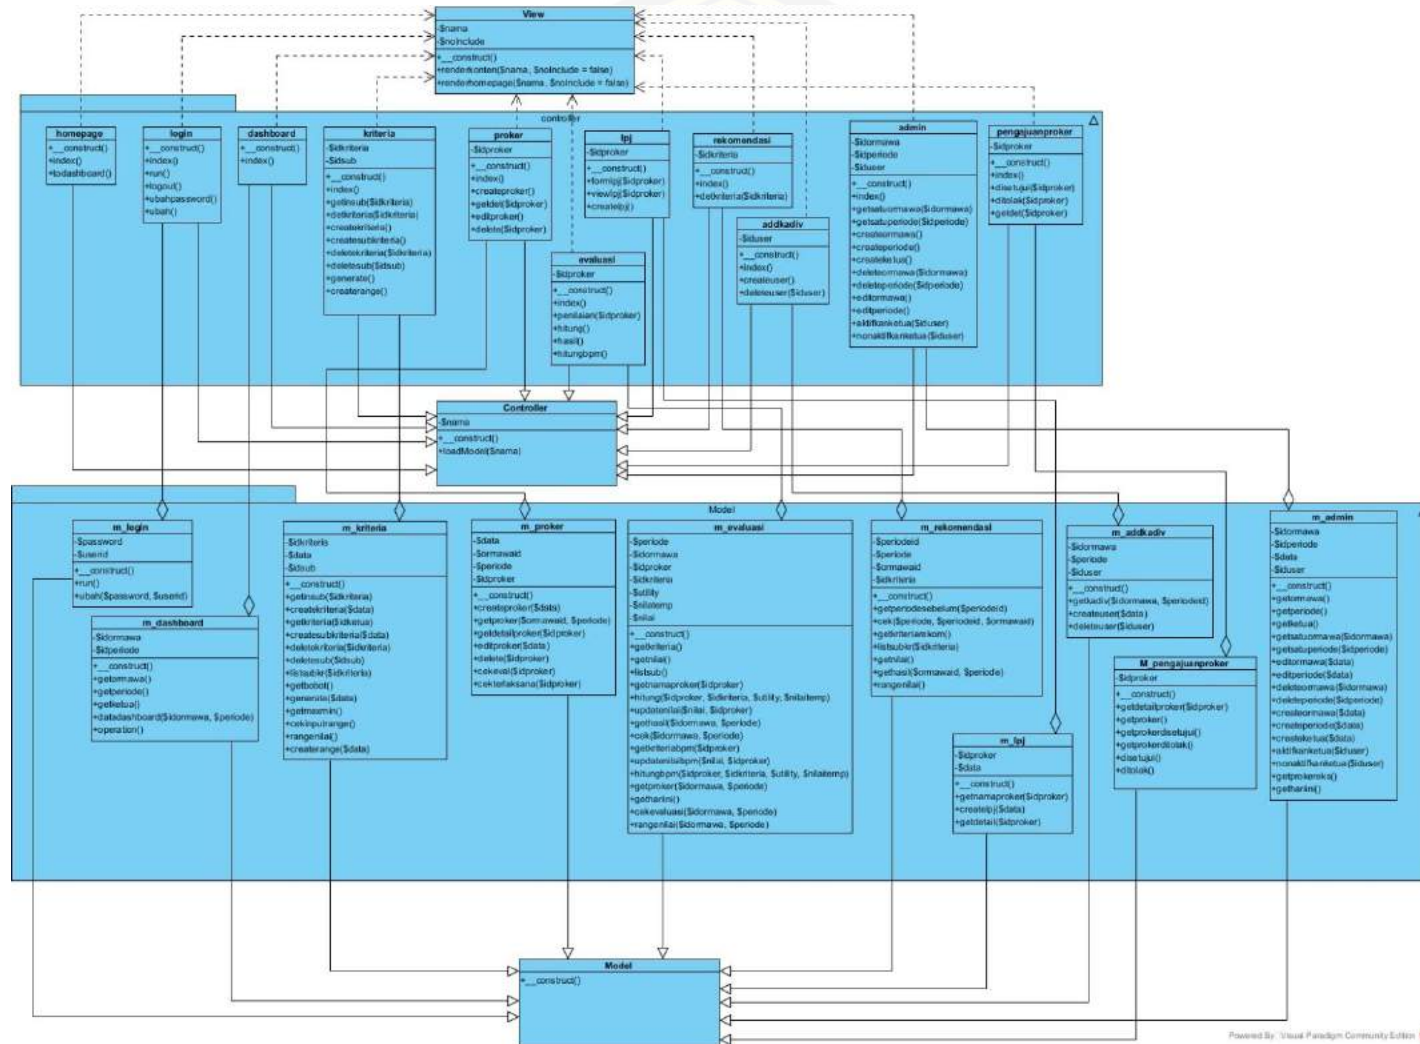 View
-$nama
-$noInclude
+__construct()
+renderkonten($nama, $noInclude = false)
+renderhomepage($nama, $noInclude = false)
controller
homepage
+__construct()
+index()
+todashboard()
login
+__construct()
+index()
+run()
+logout()
+ubahpassword()
+ubah()
dashboard
+__construct()
+index()
kriteria
-$idkriteria
-$idsub
+__construct()
+index()
+getinsub($idkriteria)
+detkriteria($idkriteria)
+createkriteria()
+createsubkriteria()
+deletekriteria($idkriteria)
+deletesub($idsub)
+generate()
+createrange()
proker
-$idproker
+__construct()
+index()
+createproker()
+getdet($idproker)
+editproker()
+delete($idproker)
evaluasi
-$idproker
+__construct()
+index()
+penilaian($idproker)
+hitung()
+hasil()
+hitungbpm()
lpj
-$idproker
+__construct()
+formlpj($idproker)
+viewlpj($idproker)
+createlpj()
rekomendasi
-$idkriteria
+__construct()
+index()
+detkriteria($idkriteria)
addkadiv
-$iduser
+__construct()
+index()
+createuser()
+deleteuser($iduser)
admin
-$idormawa
-$idperiode
-$iduser
+__construct()
+index()
+getsatuormawa($idormawa)
+getsatuperiode($idperiode)
+createormawa()
+createperiode()
+createketua()
+deleteormawa($idormawa)
+deleteperiode($idperiode)
+editormawa()
+editperiode()
+aktifkanketua($iduser)
+nonaktifkanketua($iduser)
pengajuanproker
-$idproker
+__construct()
+index()
+disetujui($idproker)
+ditolak($idproker)
+getdet($idproker)
Controller
-$nama
+__construct()
+loadModel($nama)
Model
m_login
-$password
-$userid
+__construct()
+run()
+ubah($password, $userid)
m_dashboard
-$idormawa
-$idperiode
+__construct()
+getormawa()
+getperiode()
+getketua()
+datadashboard($idormawa, $periode)
+operation()
m_kriteria
-$idkriteria
-$data
-$idsub
+__construct()
+getinsub($idkriteria)
+createkriteria($data)
+getkriteria($idketua)
+createsubkriteria($data)
+deletekriteria($idkriteria)
+deletesub($idsub)
+listsubkr($idkriteria)
+getbobot()
+generate($data)
+getmaxmin()
+cekinputrange()
+rangenilai()
+createrange($data)
m_proker
-$data
-$ormawaid
-$periode
-$idproker
+__construct()
+createproker($data)
+getproker($ormawaid, $periode)
+getdetailproker($idproker)
+editproker($data)
+delete($idproker)
+cekeval($idproker)
+cekterlaksana($idproker)
m_evaluasi
-$periode
-$idormawa
-$idproker
-$idkriteria
-$utility
-$nilaitemp
-$nilai
+__construct()
+getkriteria()
+getnilai()
+listsub()
+getnamaproker($idproker)
+hitung($idproker, $idkriteria, $utility, $nilaitemp)
+updatenilai($nilai, $idproker)
+gethasil($idormawa, $periode)
+cek($idormawa, $periode)
+getkriteriabpm($idproker)
+updatenilaibpm($nilai, $idproker)
+hitungbpm($idproker, $idkriteria, $utility, $nilaitemp)
+getproker($idormawa, $periode)
+gethariini()
+cekevaluasi($idormawa, $periode)
+rangenilai($idormawa, $periode)
m_rekomendasi
-$periodeid
-$periode
-$ormawaid
-$idkriteria
+__construct()
+getperiodesebelum($periodeid)
+cek($periode, $periodeid, $ormawaid)
+getkriteriarekom()
+listsubkr($idkriteria)
+getnilai()
+gethasil($ormawaid, $periode)
+rangenilai()
m_lpj
-$idproker
-$data
+__construct()
+getnamaproker($idproker)
+createlpj($data)
+getdetail($idproker)
m_addkadiv
-$idormawa
-$periode
-$iduser
+__construct()
+getkadiv($idormawa, $periodeid)
+createuser($data)
+deleteuser($iduser)
M_pengajuanproker
-$idproker
+__construct()
+getdetailproker($idproker)
+getproker()
+getprokerdisetujui()
+getprokerditolak()
+disetujui()
+ditolak()
m_admin
-$idormawa
-$idperiode
-$data
-$iduser
+__construct()
+getormawa()
+getperiode()
+getketua()
+getsatuormawa($idormawa)
+getsatuperiode($idperiode)
+editormawa($data)
+editperiode($data)
+deleteormawa($idormawa)
+deleteperiode($idperiode)
+createormawa($data)
+createperiode($data)
+createketua($data)
+aktifkanketua($iduser)
+nonaktifkanketua($iduser)
+gethariini()
Model
+__construct()
Powered By: Visual Paradigm Community Edition